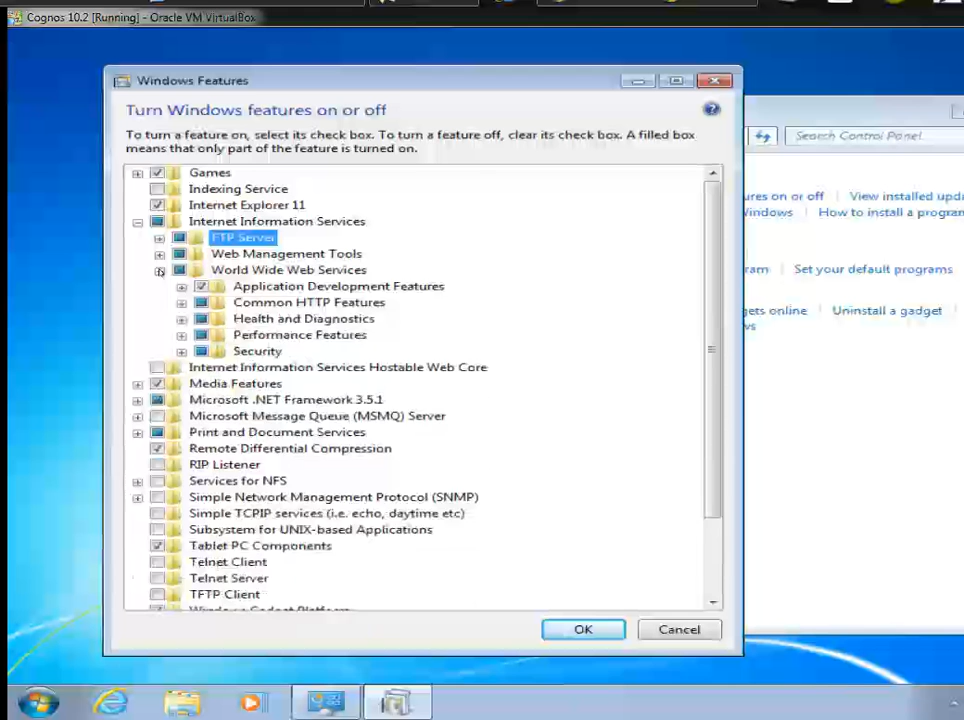 Cognos 10.2 [Running] - Oracle VM VirtualBox
Windows Features
Turn Windows features on or off
To turn a feature on, select its check box. To turn a feature off, clear its check box. A filled box
means that only part of the feature is turned on.
Search Control Panel
Games
Indexing Service
Internet Explorer 11
Internet Information Services
FTP Server
Web Management Tools
World Wide Web Services
Application Development Features
Common HTTP Features
Health and Diagnostics
Performance Features
Security
Internet Information Services Hostable Web Core
Media Features
Microsoft .NET Framework 3.5.1
Microsoft Message Queue (MSMQ) Server
Print and Document Services
Remote Differential Compression
RIP Listener
Services for NFS
Simple Network Management Protocol (SNMP)
Simple TCPIP services (i.e. echo, daytime etc)
Subsystem for UNIX-based Applications
Tablet PC Components
Telnet Client
Telnet Server
TFTP Client
Windows Gadget Platform
OK
Cancel
ures on or off View installed upda
Windows How to install a program
ram Set your default programs
gets online Uninstall a gadget
ws